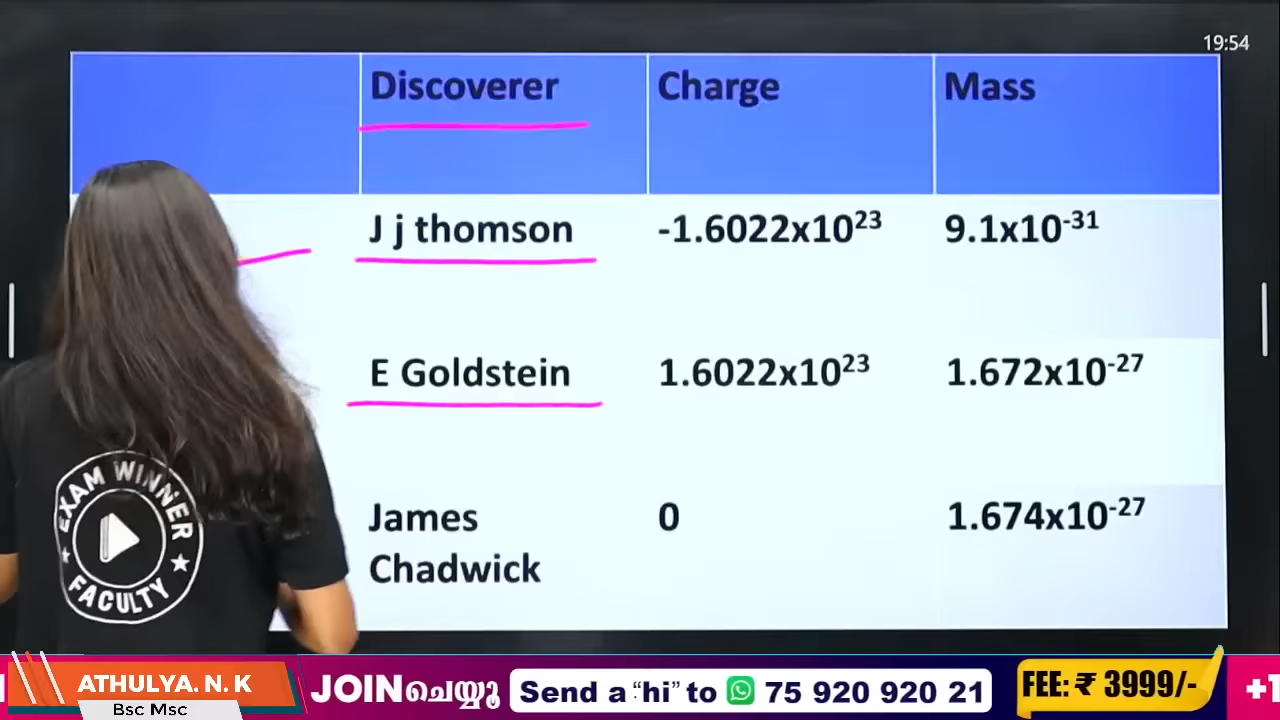 19:54
Discoverer Charge Mass
J j thomson -1.6022x10²³ 9.1x10⁻³¹
E Goldstein 1.6022x10²³ 1.672x10⁻²⁷
James 0 1.674x10⁻²⁷
Chadwick
EXAM WINNER
FACULTY
ATHULYA. N. K
Bsc Msc
JOINചെയ്യൂ Send a “hi” to 75 920 920 21 FEE: ₹ 3999/- +1